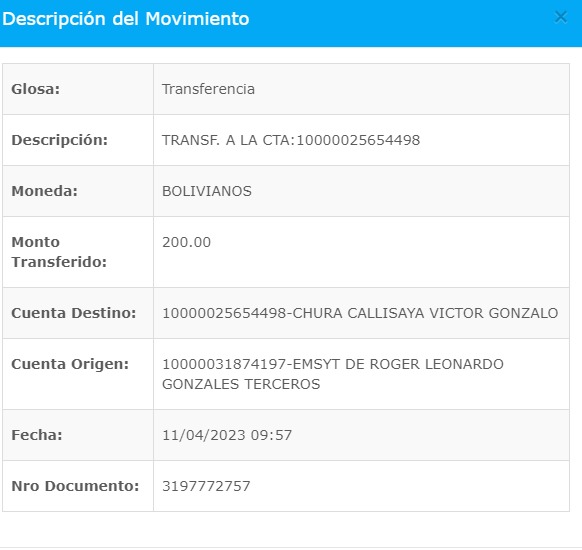 Descripción del Movimiento
Glosa: Transferencia
Descripción: TRANSF. A LA CTA:10000025654498
Moneda: BOLIVIANOS
Monto Transferido: 200.00
Cuenta Destino: 10000025654498-CHURA CALLISAYA VICTOR GONZALO
Cuenta Origen: 10000031874197-EMSYT DE ROGER LEONARDO
GONZALES TERCEROS
Fecha: 11/04/2023 09:57
Nro Documento: 3197772757